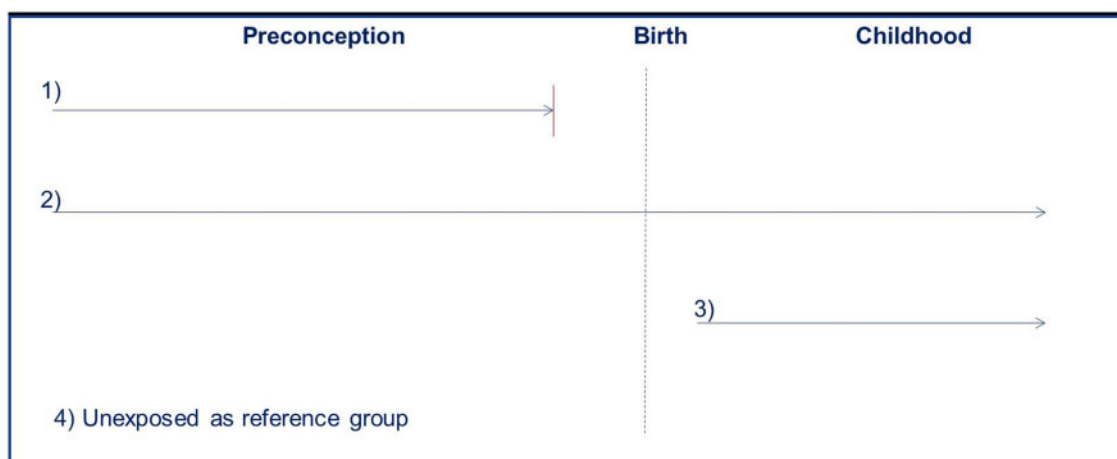 Preconception Birth Childhood
1)
2)
3)
4) Unexposed as reference group